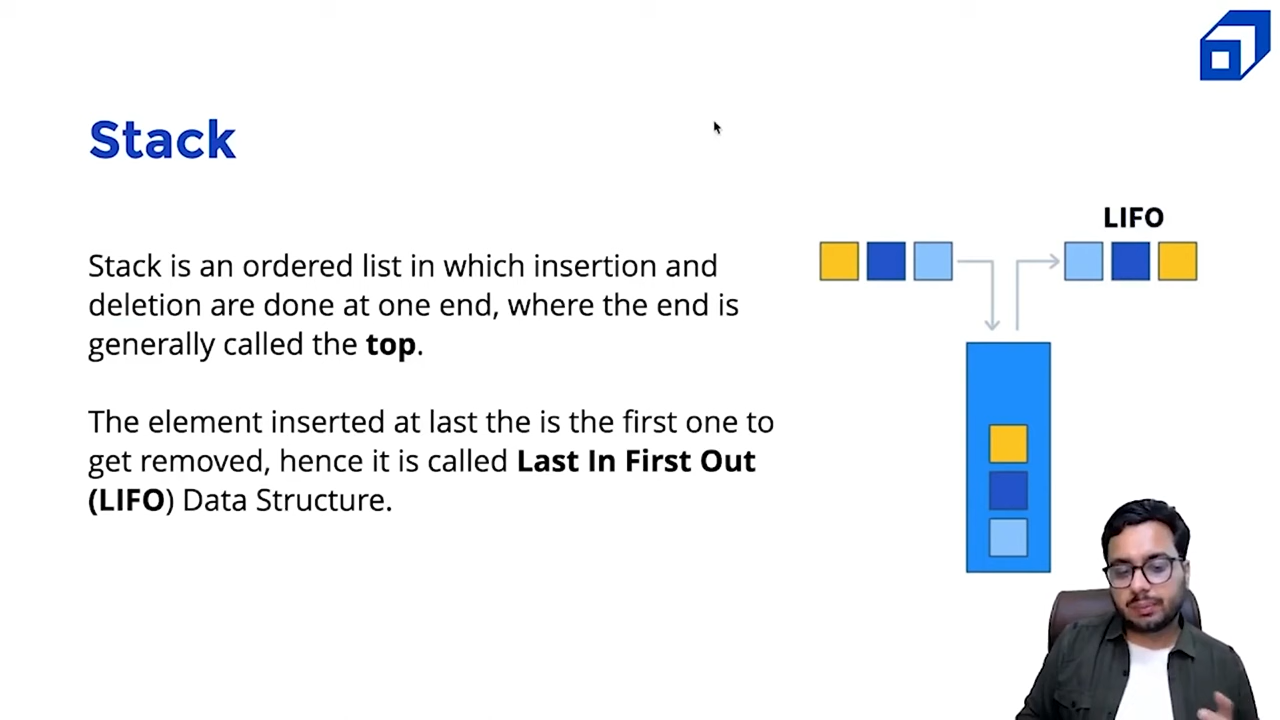 Stack
LIFO
Stack is an ordered list in which insertion and
deletion are done at one end, where the end is
generally called the top.
The element inserted at last the is the first one to
get removed, hence it is called Last In First Out
(LIFO) Data Structure.